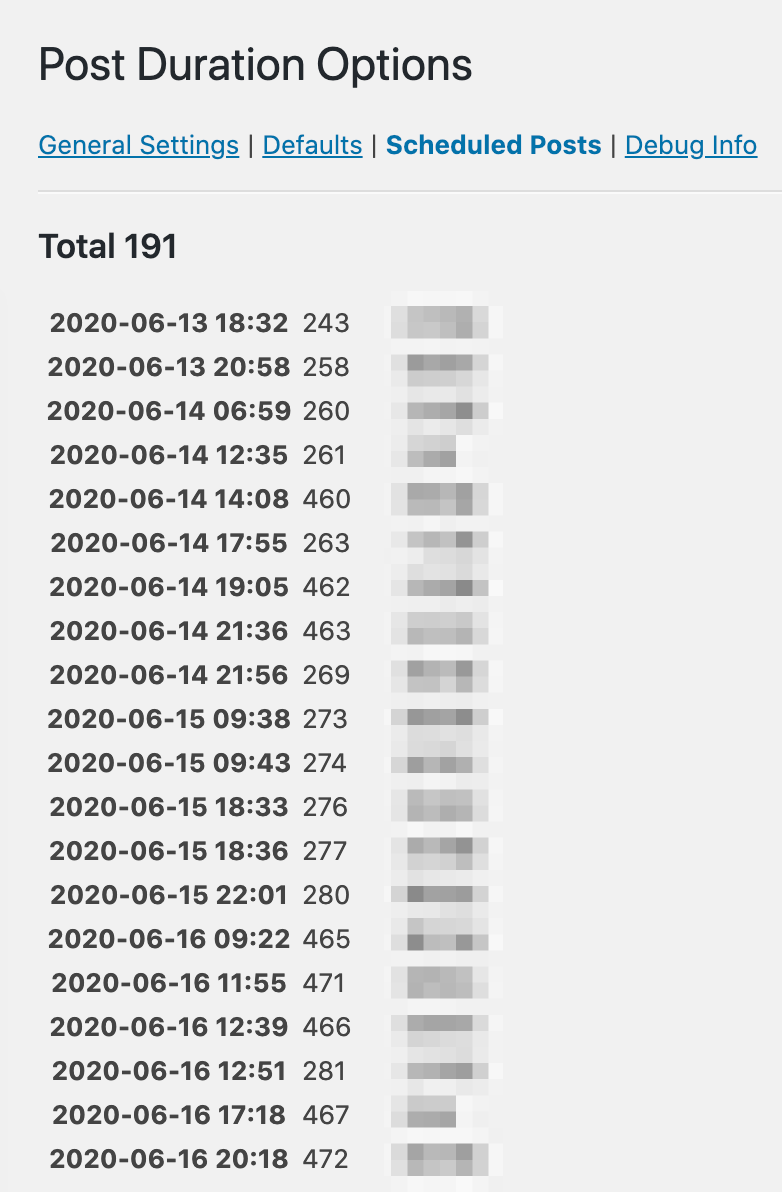 Post Duration Options
General Settings | Defaults | Scheduled Posts | Debug Info
Total 191
2020-06-13 18:32 243
2020-06-13 20:58 258
2020-06-14 06:59 260
2020-06-14 12:35 261
2020-06-14 14:08 460
2020-06-14 17:55 263
2020-06-14 19:05 462
2020-06-14 21:36 463
2020-06-14 21:56 269
2020-06-15 09:38 273
2020-06-15 09:43 274
2020-06-15 18:33 276
2020-06-15 18:36 277
2020-06-15 22:01 280
2020-06-16 09:22 465
2020-06-16 11:55 471
2020-06-16 12:39 466
2020-06-16 12:51 281
2020-06-16 17:18 467
2020-06-16 20:18 472